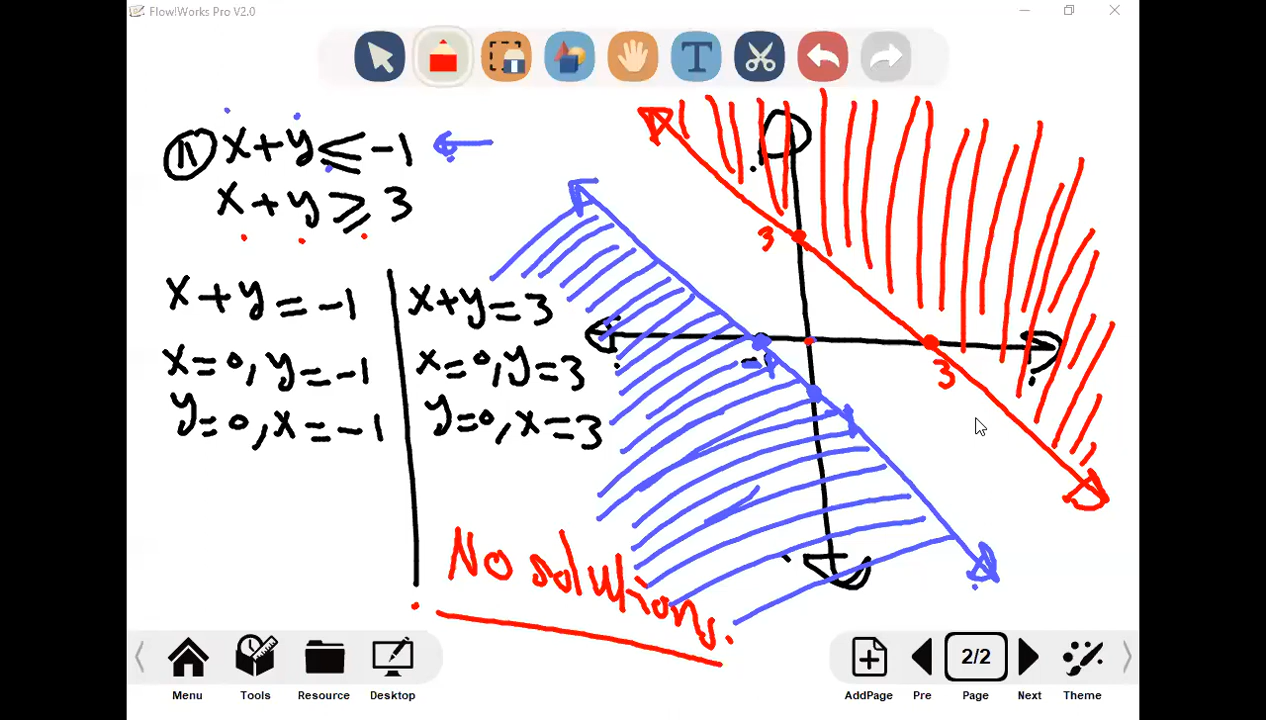 Flow!Works Pro V2.0
T
⑪ x+y ≤ -1
x+y ≥ 3
x+y = -1
x=0, y=-1
y=0, x=-1
x+y=3
x=0, y=3
y=0, x=3
3
-1
3
No solutions.
Menu
Tools
Resource
Desktop
AddPage
Pre
2/2
Page
Next
Theme